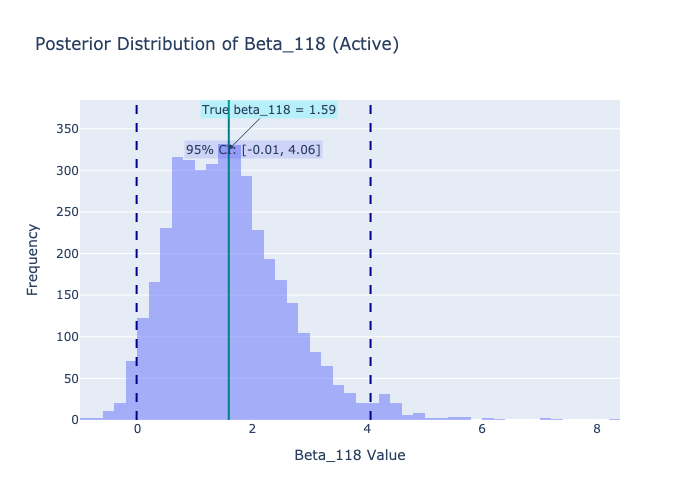 Posterior Distribution of Beta_118 (Active)
True beta_118 = 1.59
95% CI: [-0.01, 4.06]
350
300
250
200
150
100
50
0
Frequency
0 2 4 6 8
Beta_118 Value